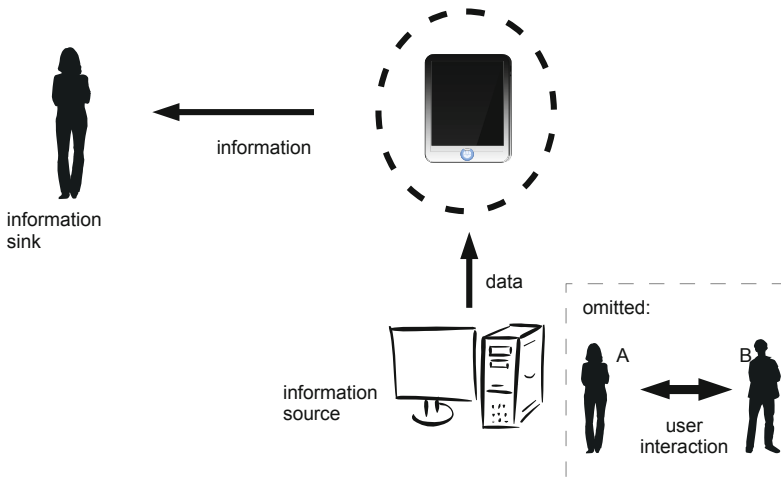 information
information
sink
data
omitted:
A
B
information
source
user
interaction